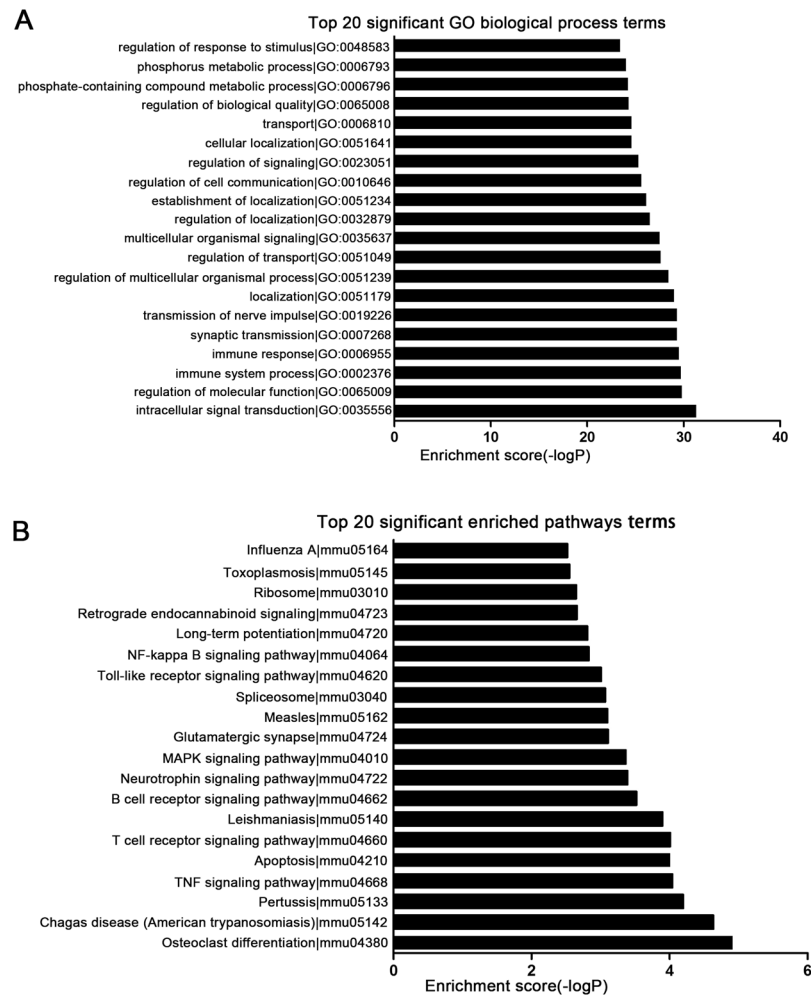 A
Top 20 significant GO biological process terms
regulation of response to stimulus|GO:0048583
phosphorus metabolic process|GO:0006793
phosphate-containing compound metabolic process|GO:0006796
regulation of biological quality|GO:0065008
transport|GO:0006810
cellular localization|GO:0051641
regulation of signaling|GO:0023051
regulation of cell communication|GO:0010646
establishment of localization|GO:0051234
regulation of localization|GO:0032879
multicellular organismal signaling|GO:0035637
regulation of transport|GO:0051049
regulation of multicellular organismal process|GO:0051239
localization|GO:0051179
transmission of nerve impulse|GO:0019226
synaptic transmission|GO:0007268
immune response|GO:0006955
immune system process|GO:0002376
regulation of molecular function|GO:0065009
intracellular signal transduction|GO:0035556
0 10 20 30 40
Enrichment score(-logP)
B
Top 20 significant enriched pathways terms
Influenza A|mmu05164
Toxoplasmosis|mmu05145
Ribosome|mmu03010
Retrograde endocannabinoid signaling|mmu04723
Long-term potentiation|mmu04720
NF-kappa B signaling pathway|mmu04064
Toll-like receptor signaling pathway|mmu04620
Spliceosome|mmu03040
Measles|mmu05162
Glutamatergic synapse|mmu04724
MAPK signaling pathway|mmu04010
Neurotrophin signaling pathway|mmu04722
B cell receptor signaling pathway|mmu04662
Leishmaniasis|mmu05140
T cell receptor signaling pathway|mmu04660
Apoptosis|mmu04210
TNF signaling pathway|mmu04668
Pertussis|mmu05133
Chagas disease (American trypanosomiasis)|mmu05142
Osteoclast differentiation|mmu04380
0 2 4 6
Enrichment score(-logP)